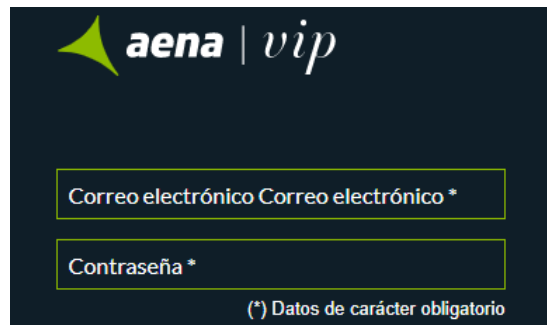 aena | vip
Correo electrónico Correo electrónico *
Contraseña *
(*) Datos de carácter obligatorio